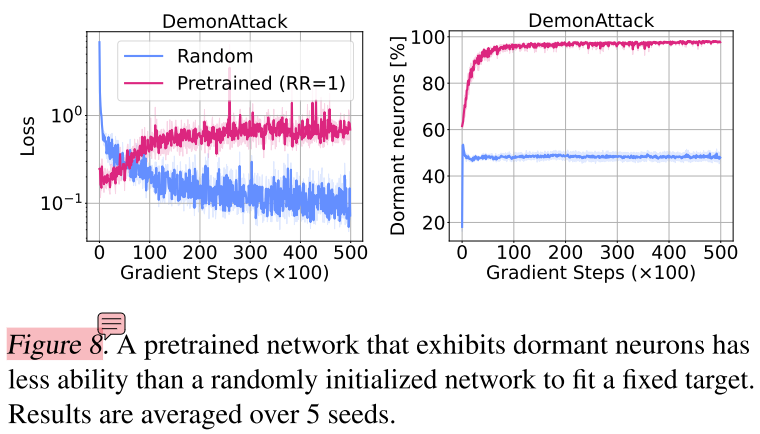 DemonAttack
Random
Pretrained (RR=1)
Loss
10⁰
10⁻¹
0 100 200 300 400 500
Gradient Steps (×100)
DemonAttack
Dormant neurons [%]
100
80
60
40
20
0 100 200 300 400 500
Gradient Steps (×100)
Figure 8. A pretrained network that exhibits dormant neurons has
less ability than a randomly initialized network to fit a fixed target.
Results are averaged over 5 seeds.